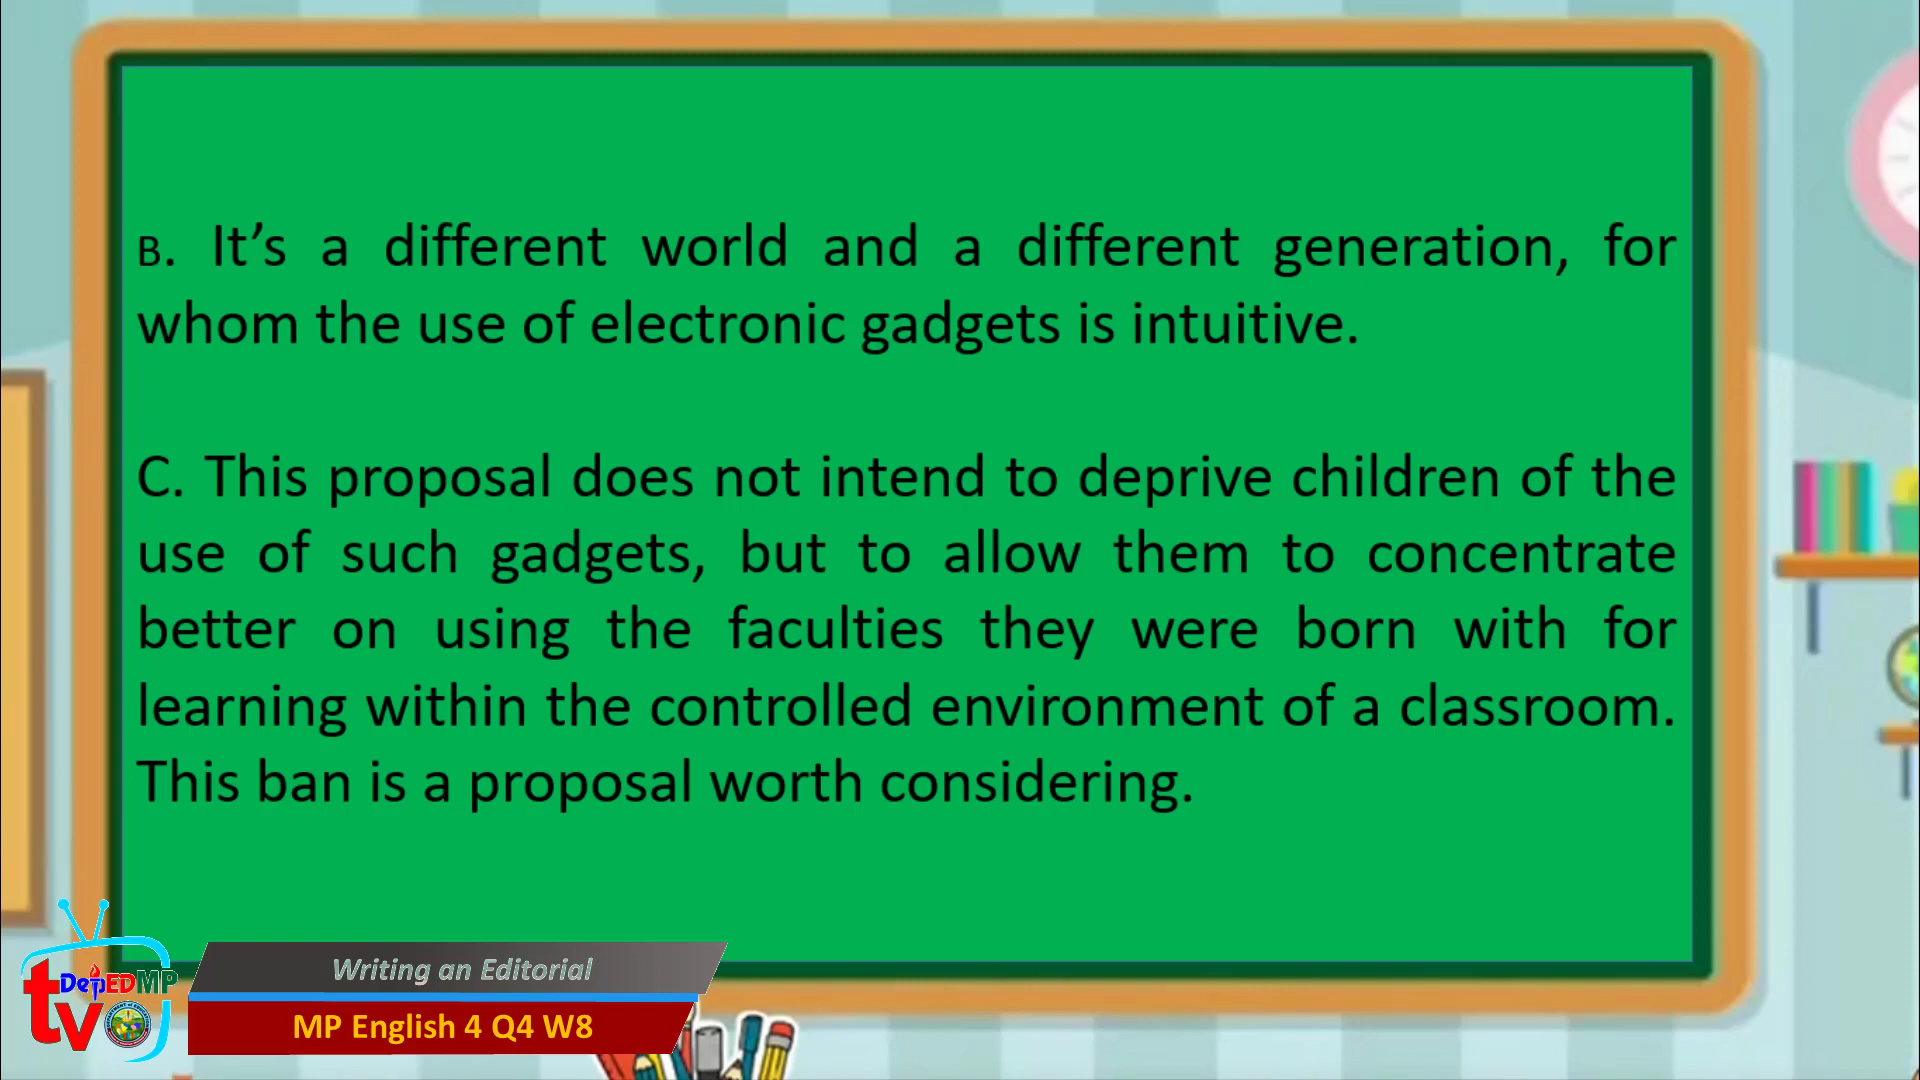 B. It’s a different world and a different generation, for
whom the use of electronic gadgets is intuitive.
C. This proposal does not intend to deprive children of the
use of such gadgets, but to allow them to concentrate
better on using the faculties they were born with for
learning within the controlled environment of a classroom.
This ban is a proposal worth considering.
Writing an Editorial
DepEDMP
tv
MP English 4 Q4 W8